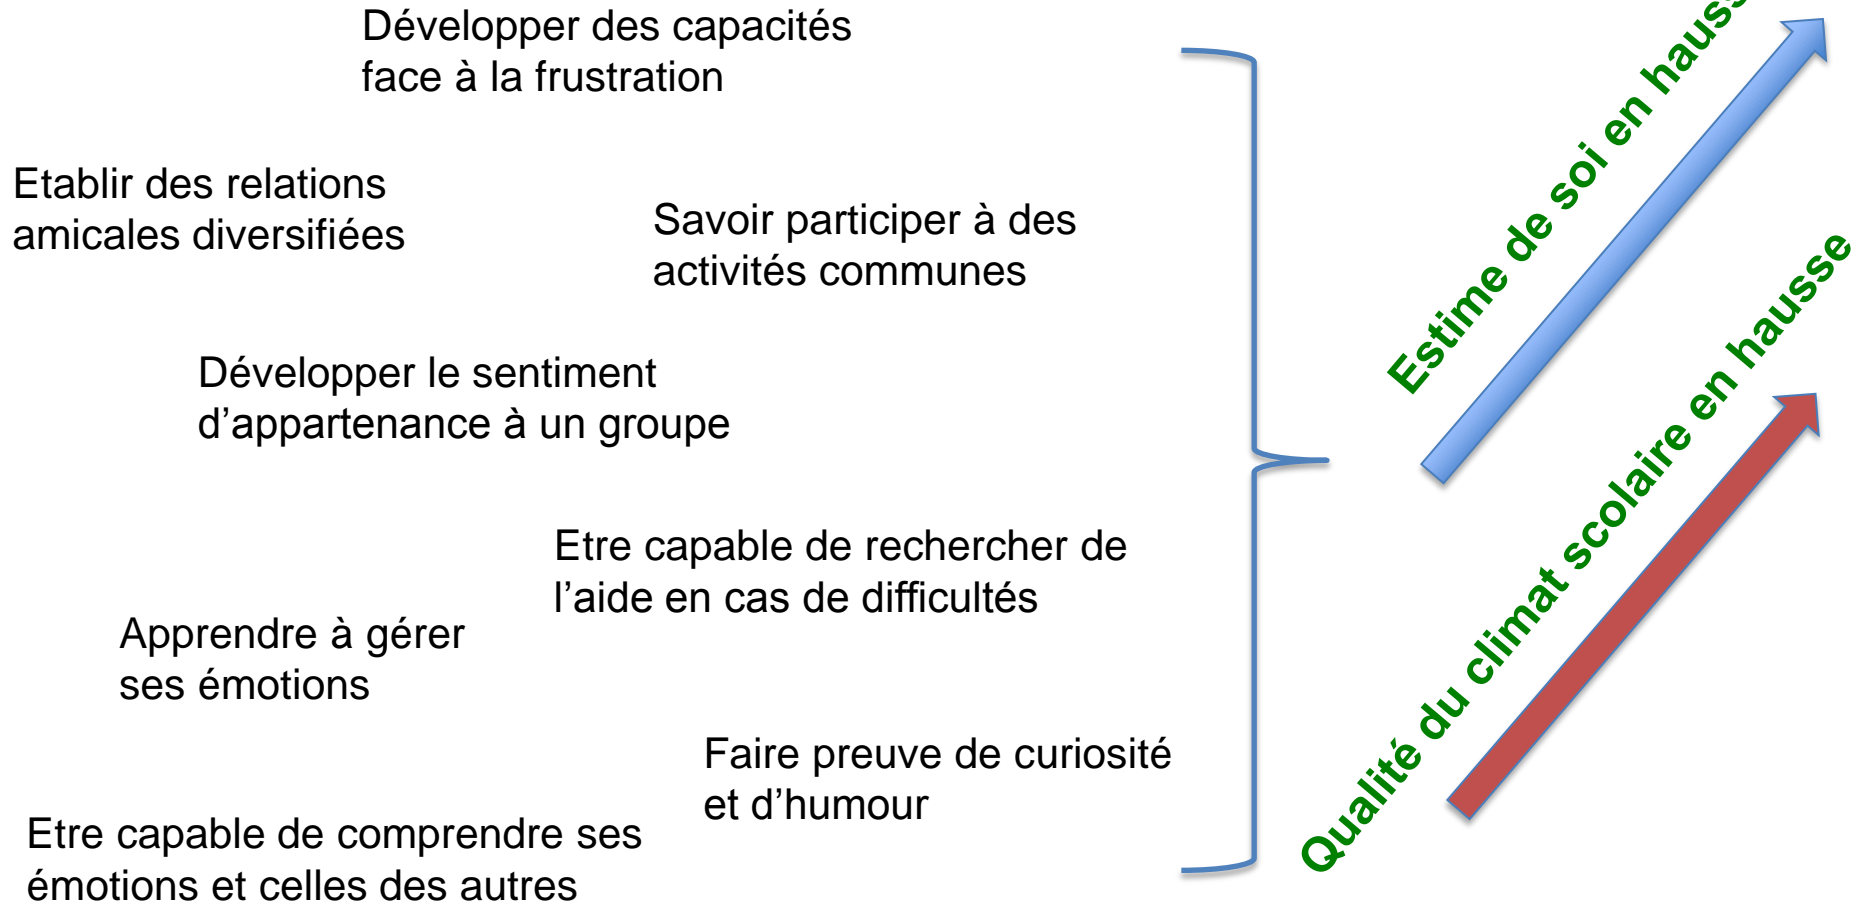 Développer des capacités
face à la frustration
Etablir des relations
amicales diversifiées
Savoir participer à des
activités communes
Développer le sentiment
d’appartenance à un groupe
Etre capable de rechercher de
l’aide en cas de difficultés
Apprendre à gérer
ses émotions
Faire preuve de curiosité
et d’humour
Etre capable de comprendre ses
émotions et celles des autres
Estime de soi en
Qualité du climat scolaire en hausse